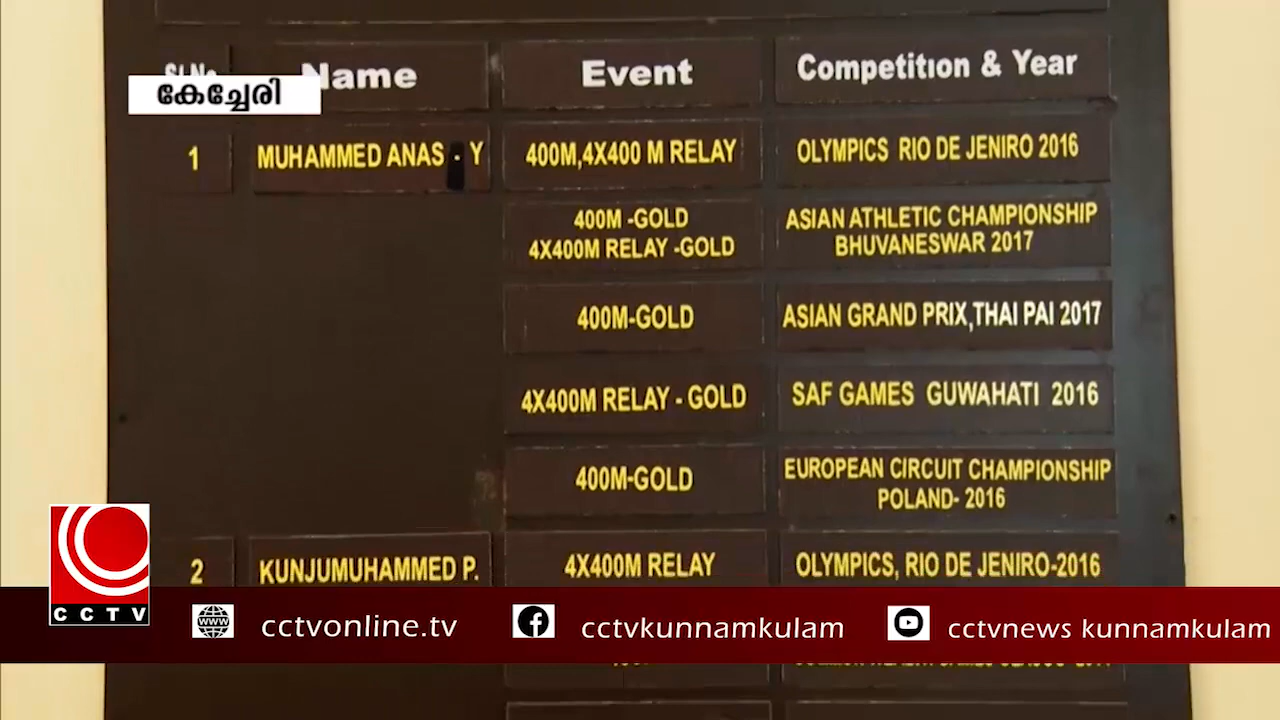 Name Event Competition & Year
കേച്ചേരി
1 MUHAMMED ANAS - Y 400M,4X400 M RELAY OLYMPICS RIO DE JENIRO 2016
400M -GOLD
4X400M RELAY -GOLD
ASIAN ATHLETIC CHAMPIONSHIP
BHUVANESWAR 2017
400M-GOLD ASIAN GRAND PRIX,THAI PAI 2017
4X400M RELAY - GOLD SAF GAMES GUWAHATI 2016
400M-GOLD
EUROPEAN CIRCUIT CHAMPIONSHIP
POLAND- 2016
2 KUNJUMUHAMMED P. 4X400M RELAY OLYMPICS, RIO DE JENIRO-2016
CCTV
www cctvonline.tv cctvkunnamkulam cctvnews kunnamkulam